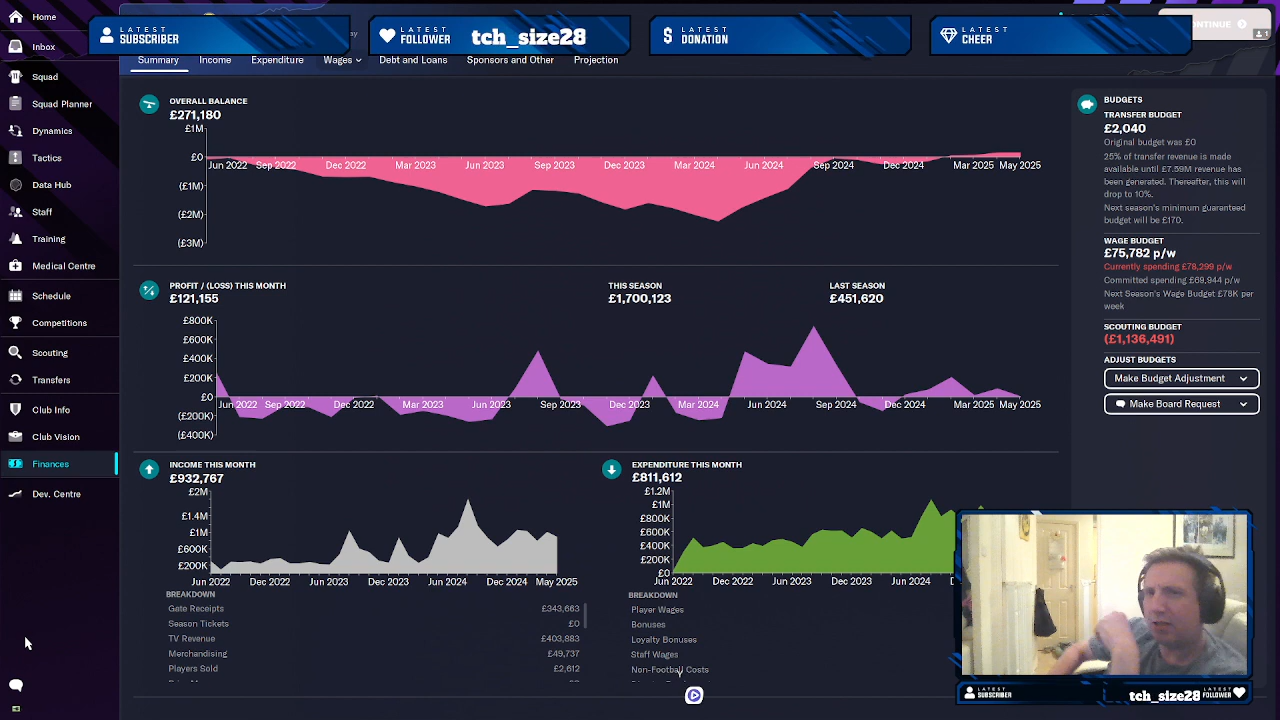 Home
LATEST
SUBSCRIBER
LATEST
FOLLOWER
tch_size28
LATEST
DONATION
LATEST
CHEER
1
Inbox
Summary
Income
Expenditure
Wages
Debt and Loans
Sponsors and Other
Projection
Squad
Squad Planner
Dynamics
Tactics
Data Hub
Staff
Training
Medical Centre
Schedule
Competitions
Scouting
Transfers
Club Info
Club Vision
Finances
Dev. Centre
OVERALL BALANCE
£271,180
£1M
£0
(£1M)
(£2M)
(£3M)
Jun 2022 Sep 2022 Dec 2022 Mar 2023 Jun 2023 Sep 2023 Dec 2023 Mar 2024 Jun 2024 Sep 2024 Dec 2024 Mar 2025 May 2025
PROFIT / (LOSS) THIS MONTH
£121,155
THIS SEASON
£1,700,123
LAST SEASON
£451,620
£800K
£600K
£400K
£200K
£0
(£200K)
(£400K)
Jun 2022 Sep 2022 Dec 2022 Mar 2023 Jun 2023 Sep 2023 Dec 2023 Mar 2024 Jun 2024 Sep 2024 Dec 2024 Mar 2025 May 2025
INCOME THIS MONTH
£932,767
£2M
£1.4M
£1M
£600K
£200K
Jun 2022 Dec 2022 Jun 2023 Dec 2023 Jun 2024 Dec 2024 May 2025
BREAKDOWN
Gate Receipts £343,663
Season Tickets £0
TV Revenue £403,883
Merchandising £49,737
Players Sold £2,612
EXPENDITURE THIS MONTH
£811,612
£1.2M
£1M
£800K
£600K
£400K
£200K
£0
Jun 2022 Dec 2022 Jun 2023 Dec 2023 Jun 2024
BREAKDOWN
Player Wages
Bonuses
Loyalty Bonuses
Staff Wages
Non-Football Costs
BUDGETS
TRANSFER BUDGET
£2,040
Original budget was £0
25% of transfer revenue is made
available until £7.59M revenue has
been generated. Thereafter, this will
drop to 10%.
Next season's minimum guaranteed
budget will be £170.
WAGE BUDGET
£75,782 p/w
Currently spending £78,299 p/w
Committed spending £69,944 p/w
Next Season's Wage Budget £78K per
week
SCOUTING BUDGET
(£1,136,491)
ADJUST BUDGETS
Make Budget Adjustment
Make Board Request
LATEST
SUBSCRIBER
tch_size28
LATEST
FOLLOWER